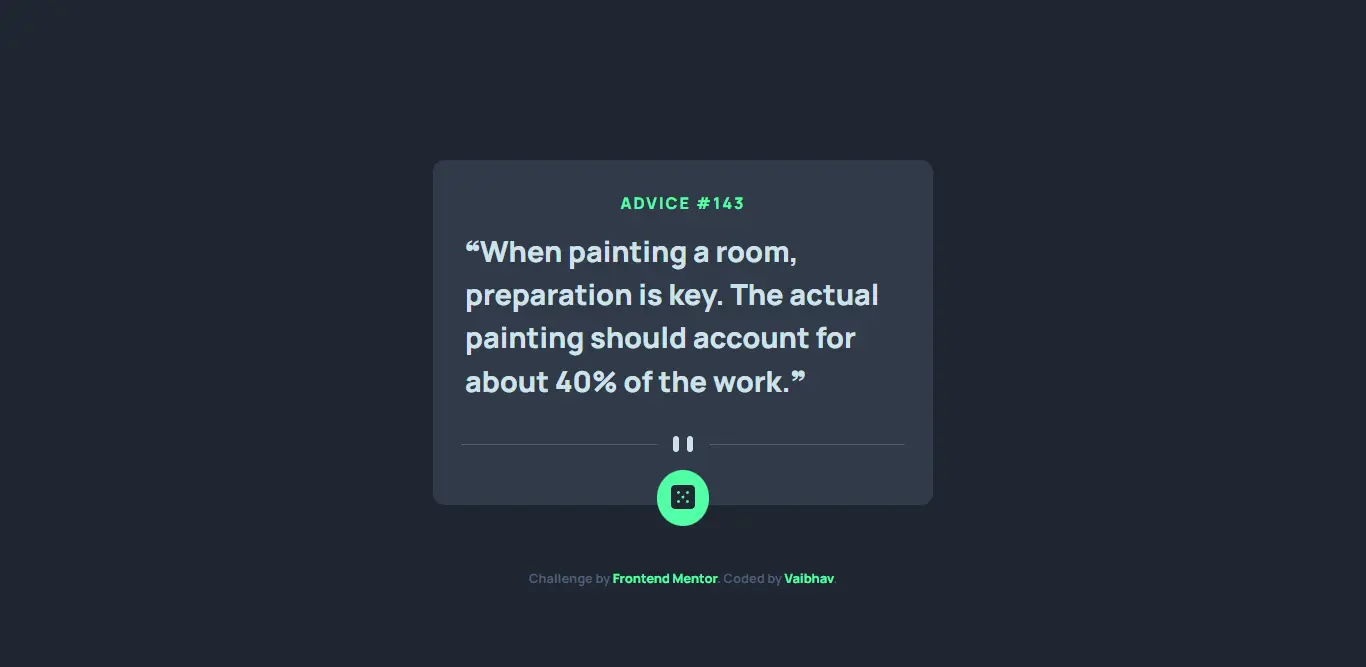 ADVICE #143
❝When painting a room,
preparation is key. The actual
painting should account for
about 40% of the work.❞
Challenge by Frontend Mentor. Coded by Vaibhav.